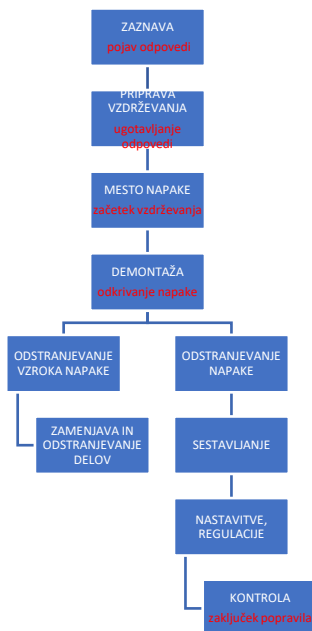 ZAZNAVA
pojav odpovedi
PRIPRAVA
VZDRŽEVANJA
ugotavljanje
odpovedi
MESTO NAPAKE
začetek vzdrževanja
DEMONTAŽA
odkrivanje napake
ODSTRANJEVANJE
VZROKA NAPAKE
ODSTRANJEVANJE
NAPAKE
ZAMENJAVA IN
ODSTRANJEVANJE
DELOV
SESTAVLJANJE
NASTAVITVE,
REGULACIJE
KONTROLA
zaključek popravila